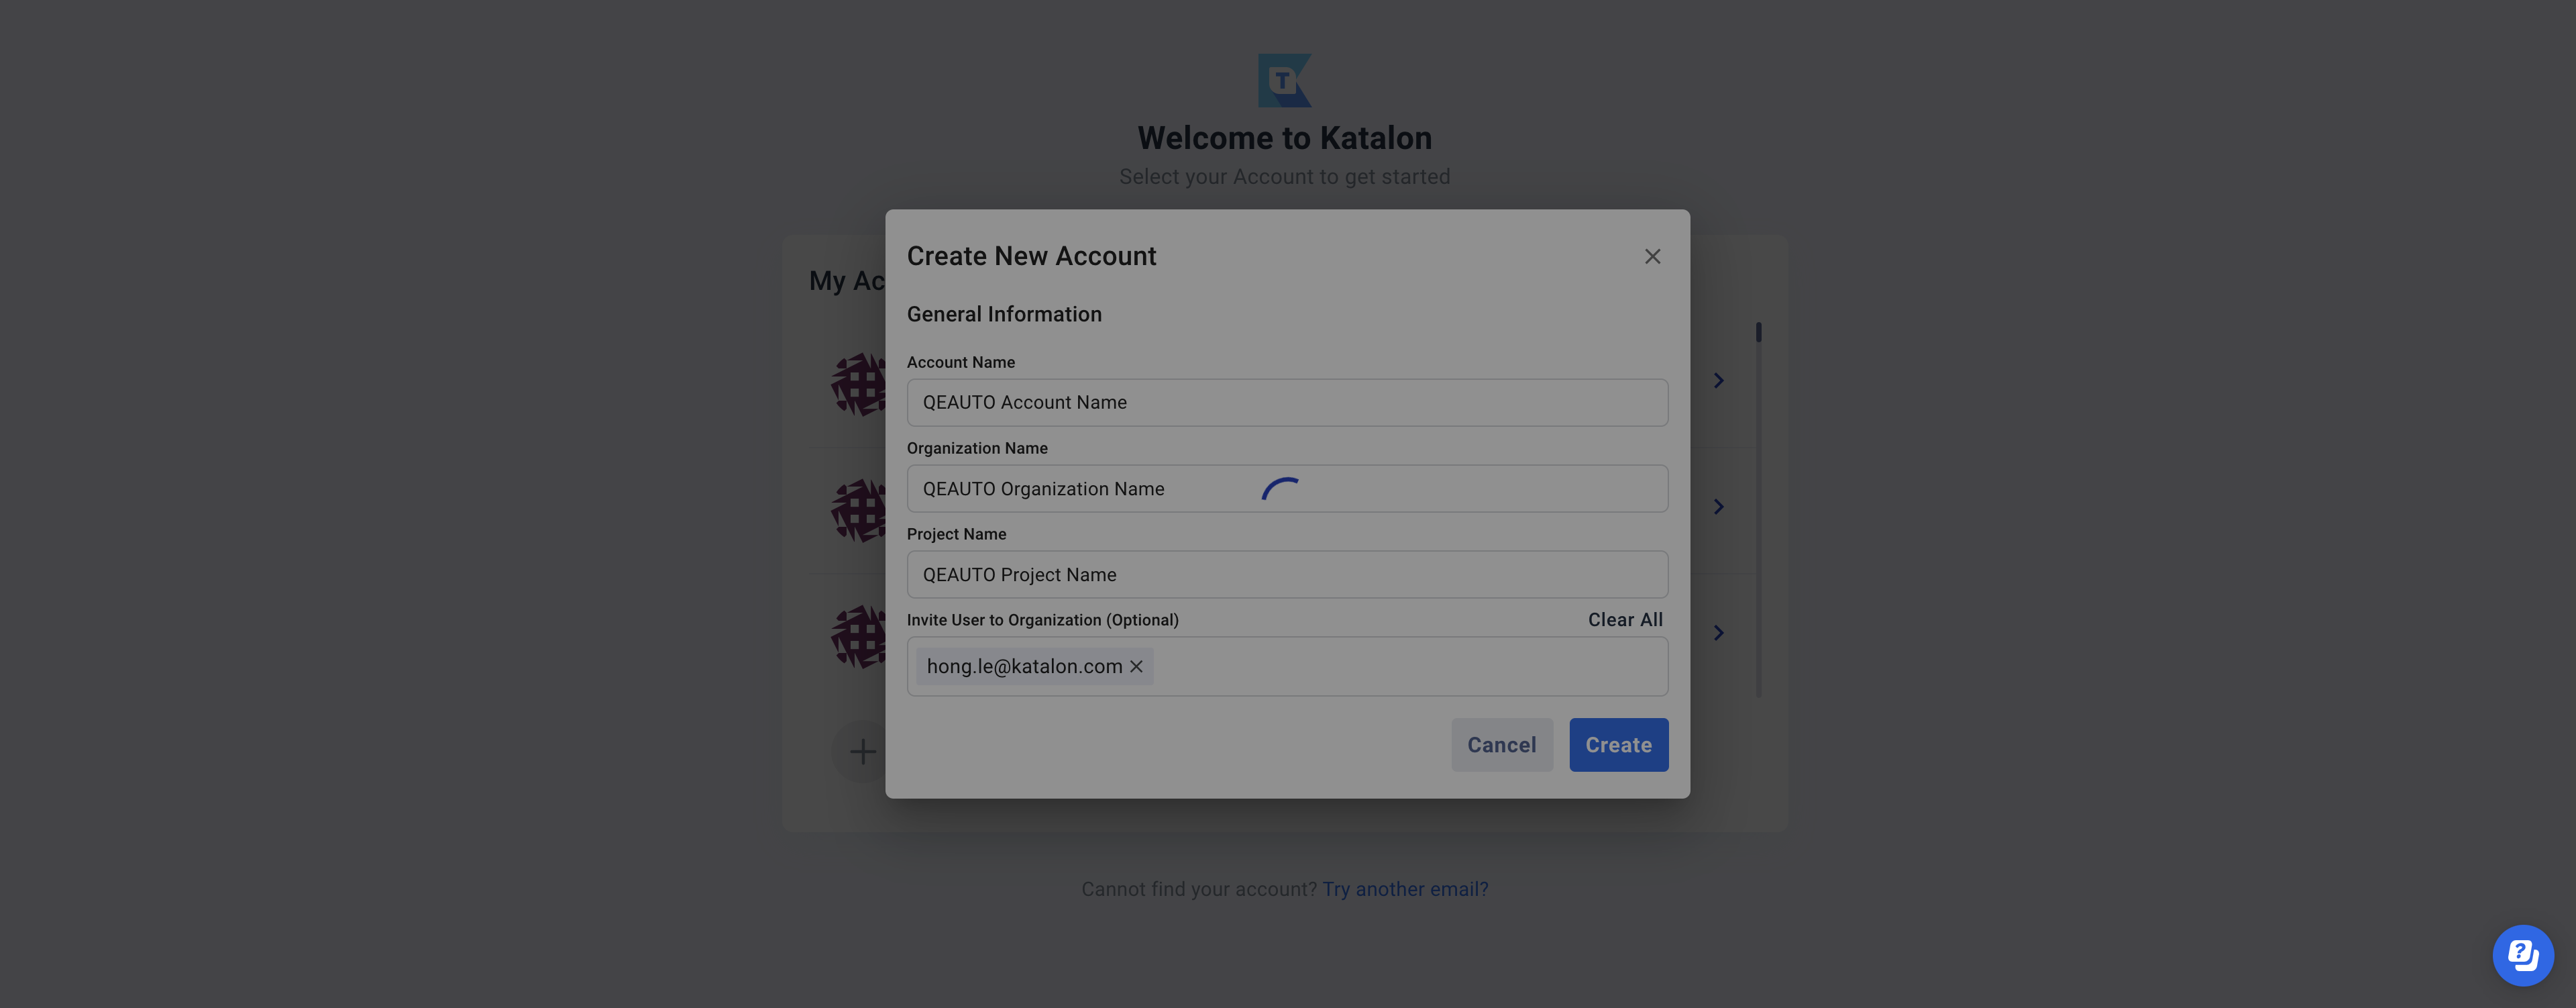 T
Welcome to Katalon
Select your Account to get started
My Ac
Create New Account
General Information
Account Name
QEAUTO Account Name
Organization Name
QEAUTO Organization Name
Project Name
QEAUTO Project Name
Invite User to Organization (Optional) Clear All
hong.le@katalon.com
Cancel Create
Cannot find your account? Try another email?
?